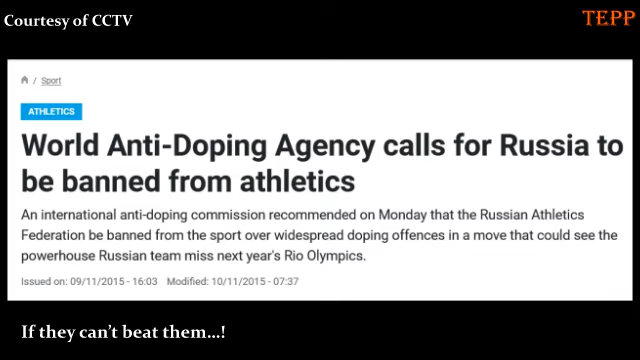 Courtesy of CCTV
TEPP
/ Sport
ATHLETICS
World Anti-Doping Agency calls for Russia to
be banned from athletics
An international anti-doping commission recommended on Monday that the Russian Athletics
Federation be banned from the sport over widespread doping offences in a move that could see the
powerhouse Russian team miss next year's Rio Olympics.
Issued on: 09/11/2015 - 16:03 Modified: 10/11/2015 - 07:37
If they can't beat them...!